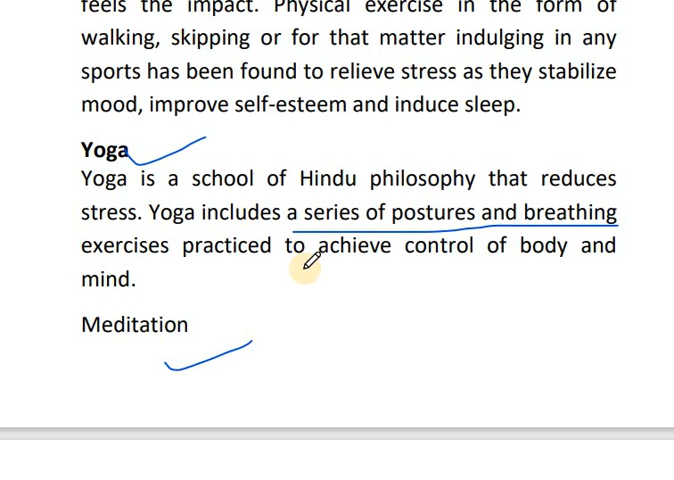 feels the impact. Physical exercise in the form of
walking, skipping or for that matter indulging in any
sports has been found to relieve stress as they stabilize
mood, improve self-esteem and induce sleep.
Yoga
Yoga is a school of Hindu philosophy that reduces
stress. Yoga includes a series of postures and breathing
exercises practiced to achieve control of body and
mind.
Meditation